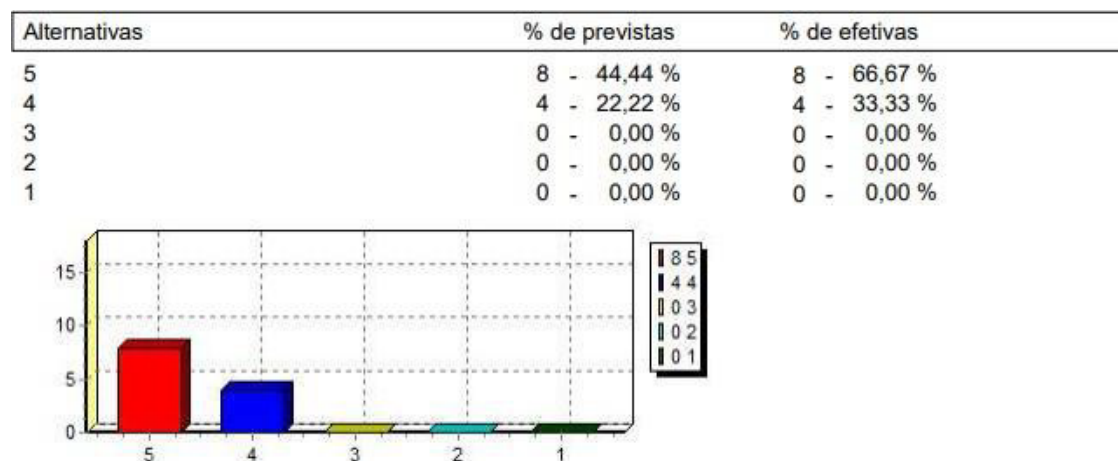 Alternativas % de previstas % de efetivas
5 8 - 44,44 % 8 - 66,67 %
4 4 - 22,22 % 4 - 33,33 %
3 0 - 0,00 % 0 - 0,00 %
2 0 - 0,00 % 0 - 0,00 %
1 0 - 0,00 % 0 - 0,00 %
15
10
5
0
5 4 3 2 1
8 5
4 4
0 3
0 2
0 1